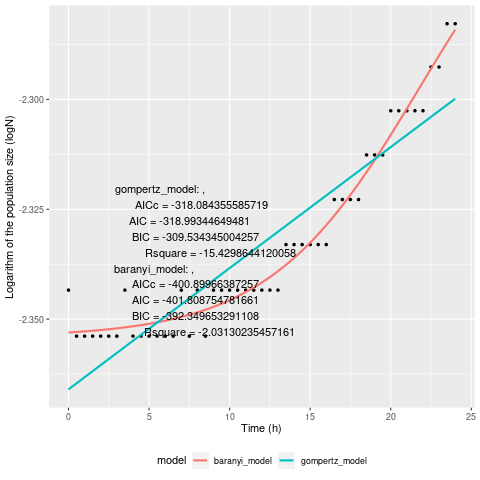 Logarithm of the population size (logN)
-2.300
-2.325
-2.350
gompertz_model: ,
AICc = -318.084355585719
AIC = -318.99344649481
BIC = -309.534345004257
Rsquare = -15.4298644120058
baranyi_model: ,
AICc = -400.89966387257
AIC = -401.808754781661
BIC = -392.349653291108
Rsquare = -2.03130235457161
0
5
10
15
20
25
Time (h)
model baranyi_model gompertz_model